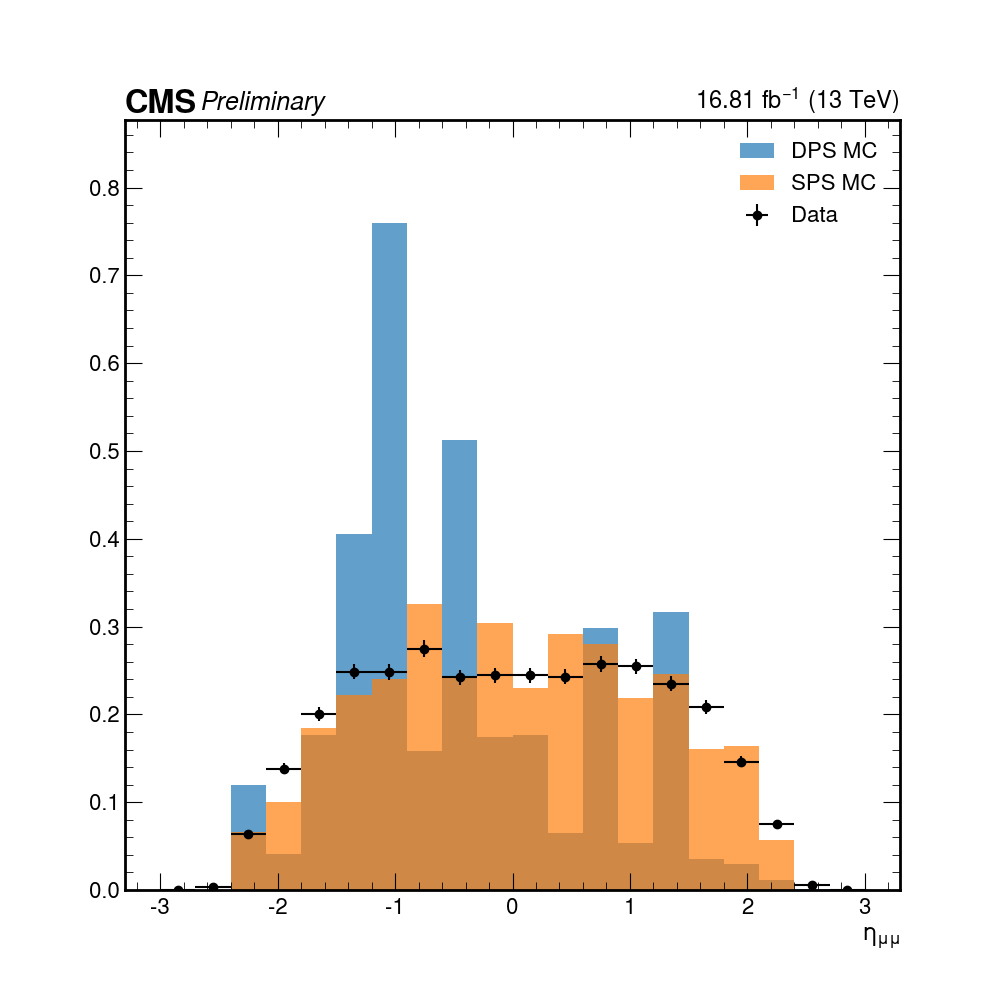 CMS Preliminary 16.81 fb⁻¹ (13 TeV)
DPS MC
SPS MC
Data
0.8
0.7
0.6
0.5
0.4
0.3
0.2
0.1
0.0
-3 -2 -1 0 1 2 3
ημμ